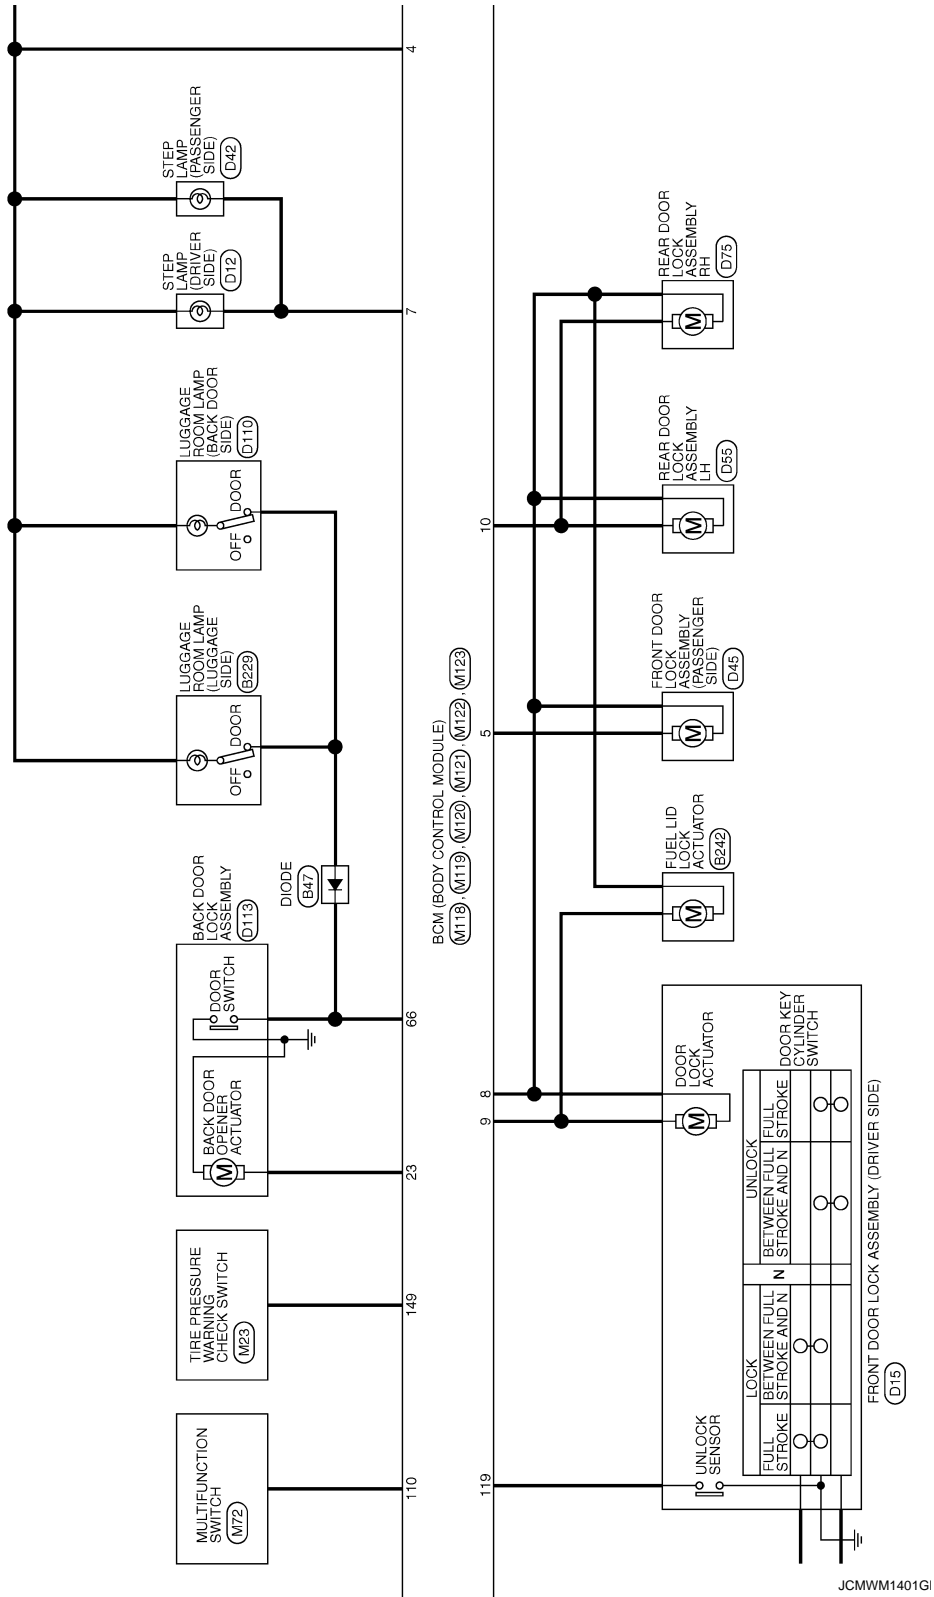 MULTIFUNCTION
SWITCH
M72
110
TIRE PRESSURE
WARNING
CHECK SWITCH
M23
149
BACK DOOR
LOCK
ASSEMBLY
D113
BACK DOOR
OPENER
ACTUATOR
M
DOOR
SWITCH
23
66
DIODE
B47
LUGGAGE
ROOM LAMP
(LUGGAGE
SIDE)
B229
OFF
DOOR
LUGGAGE
ROOM LAMP
(BACK DOOR
SIDE)
D110
OFF
DOOR
STEP
LAMP
(DRIVER
SIDE)
D12
7
STEP
LAMP
(PASSENGER
SIDE)
D42
4
BCM (BODY CONTROL MODULE)
M118 , M119 , M120 , M121 , M122 , M123
119
9
8
5
10
UNLOCK
SENSOR
DOOR
LOCK
ACTUATOR
M
LOCK
UNLOCK
FULL
STROKE
BETWEEN FULL
STROKE AND N
N
BETWEEN FULL
STROKE AND N
FULL
STROKE
DOOR KEY
CYLINDER
SWITCH
FRONT DOOR LOCK ASSEMBLY (DRIVER SIDE)
D15
FUEL LID
LOCK
ACTUATOR
B242
M
FRONT DOOR
LOCK
ASSEMBLY
(PASSENGER
SIDE)
D45
M
REAR DOOR
LOCK
ASSEMBLY
LH
D55
M
REAR DOOR
LOCK
ASSEMBLY
RH
D75
M